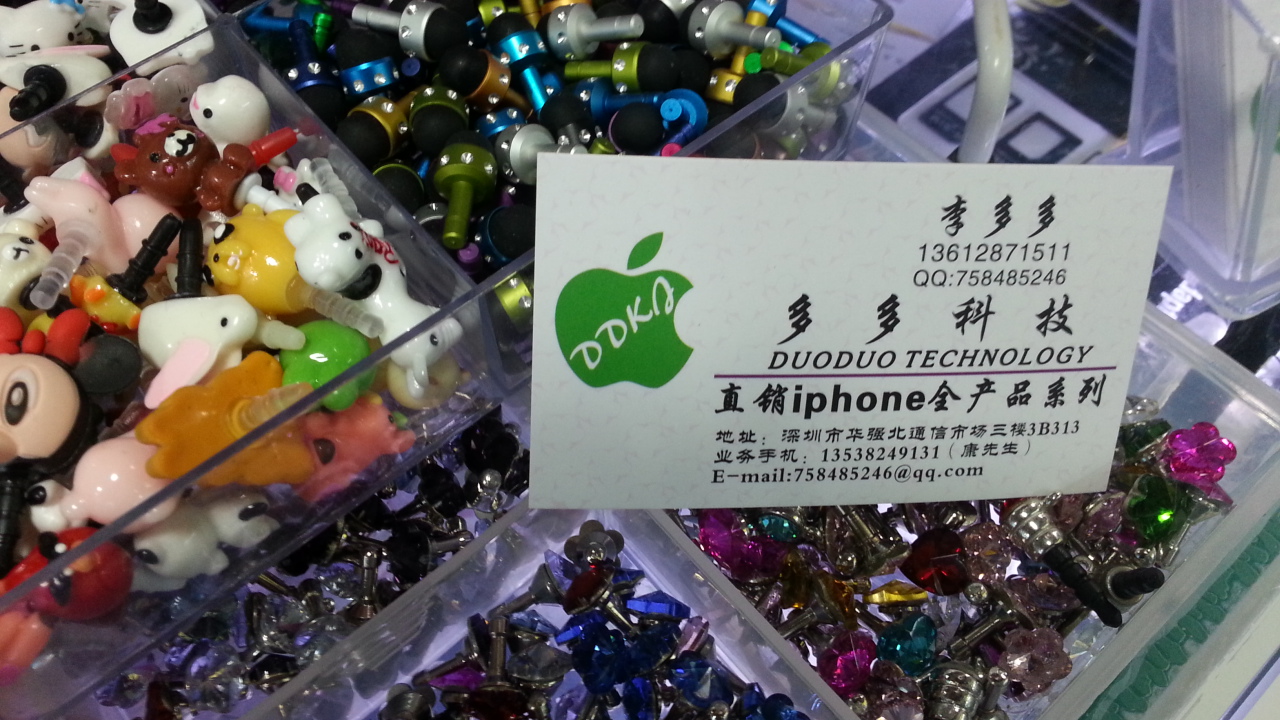 DDKJ
李多多
13612871511
QQ:758485246
多多科技
DUODUO TECHNOLOGY
直销iphone全产品系列
地址：深圳市华强北通信市场三楼3B313
业务手机：13538249131（康先生）
E-mail:758485246@qq.com